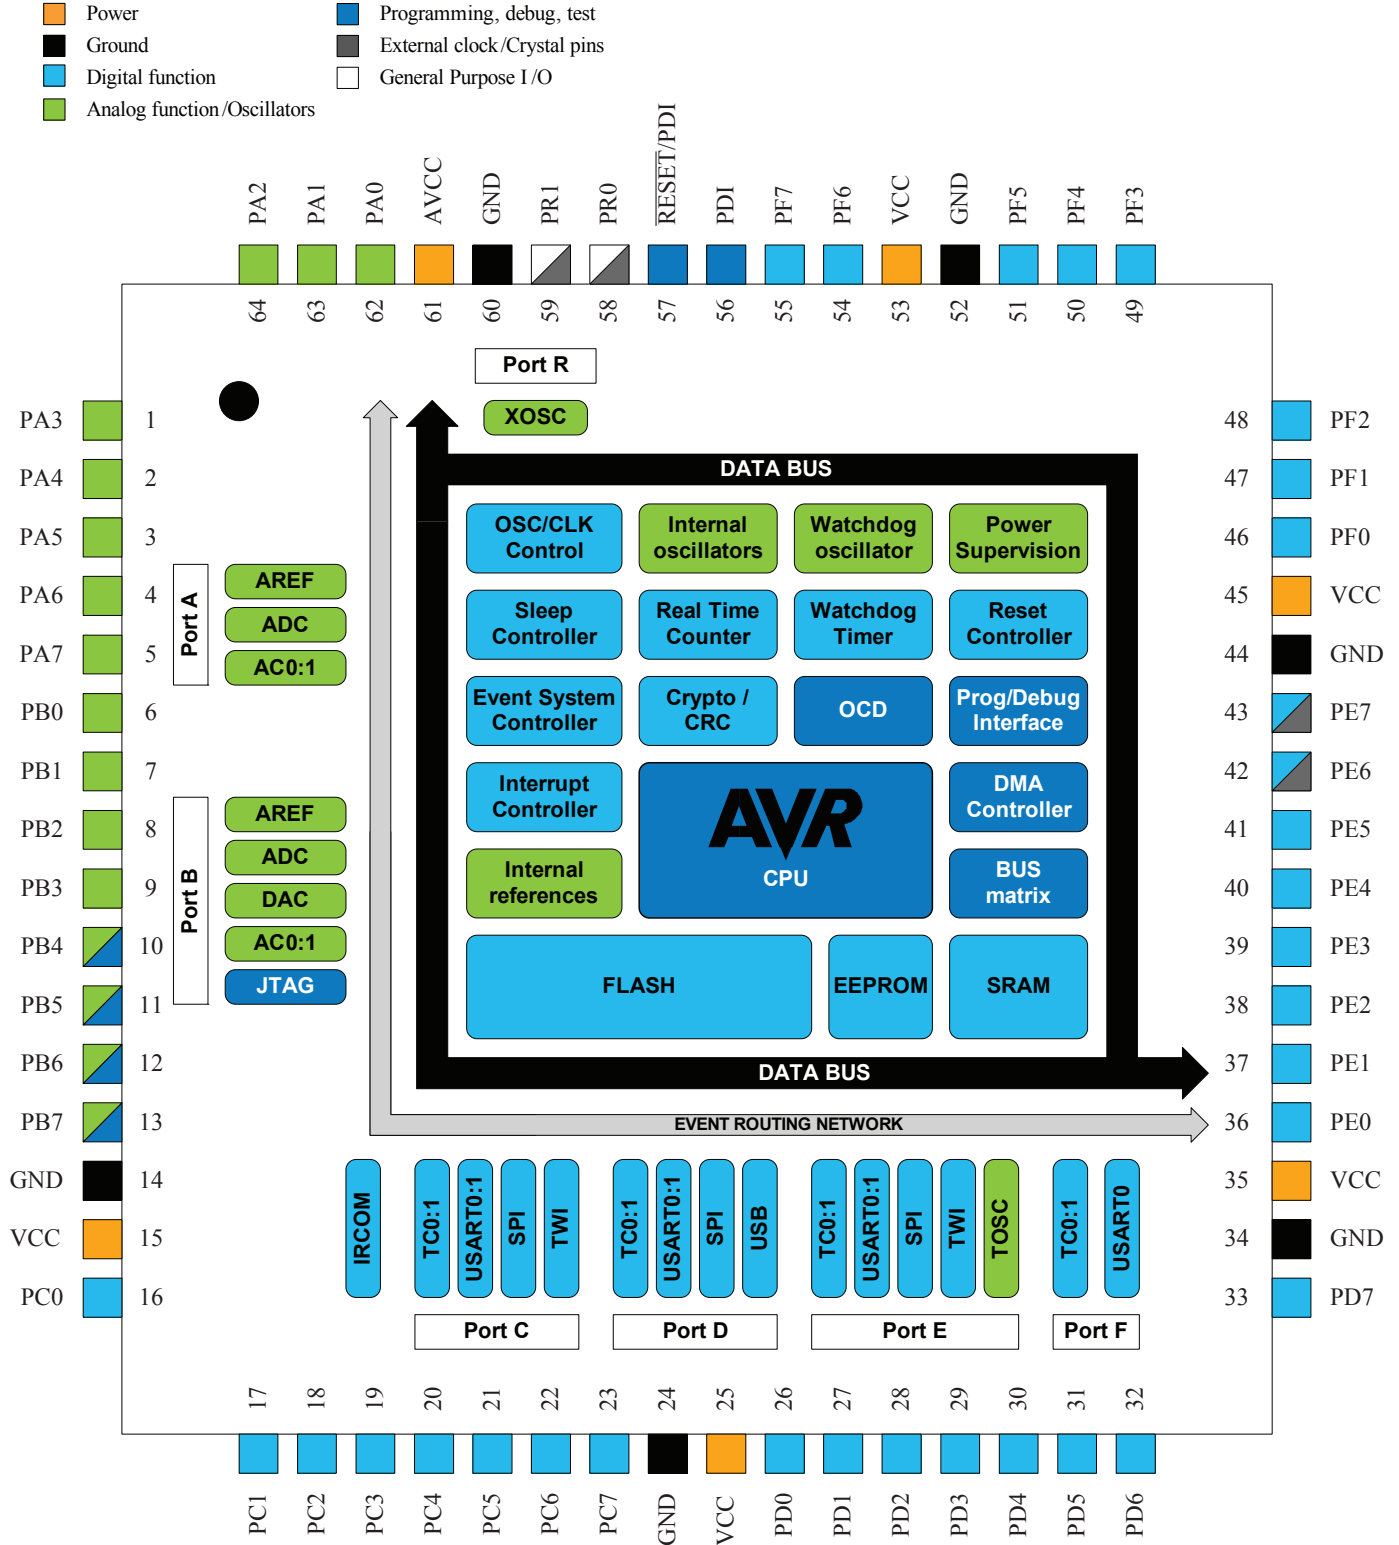 Power
Ground
Digital function
Analog function/Oscillators
Programming, debug, test
External clock/Crystal pins
General Purpose I/O
PA2
PA1
PA0
AVCC
GND
PR1
PR0
RESET/PDI
PDI
PF7
PF6
VCC
GND
PF5
PF4
PF3
64
63
62
61
60
59
58
57
56
55
54
53
52
51
50
49
PA3 1
PA4 2
PA5 3
PA6 4
PA7 5
PB0 6
PB1 7
PB2 8
PB3 9
PB4 10
PB5 11
PB6 12
PB7 13
GND 14
VCC 15
PC0 16
Port R
XOSC
Port A
AREF
ADC
AC0:1
Port B
AREF
ADC
DAC
AC0:1
JTAG
DATA BUS
OSC/CLK
Control
Internal
oscillators
Watchdog
oscillator
Power
Supervision
Sleep
Controller
Real Time
Counter
Watchdog
Timer
Reset
Controller
Event System
Controller
Crypto /
CRC
OCD
Prog/Debug
Interface
Interrupt
Controller
AVR
CPU
DMA
Controller
Internal
references
BUS
matrix
FLASH
EEPROM
SRAM
DATA BUS
EVENT ROUTING NETWORK
48 PF2
47 PF1
46 PF0
45 VCC
44 GND
43 PE7
42 PE6
41 PE5
40 PE4
39 PE3
38 PE2
37 PE1
36 PE0
35 VCC
34 GND
33 PD7
IRCOM
TC0:1
USART0:1
SPI
TWI
TC0:1
USART0:1
SPI
USB
TC0:1
USART0:1
SPI
TWI
TOSC
TC0:1
USART0
Port C
Port D
Port E
Port F
17
18
19
20
21
22
23
24
25
26
27
28
29
30
31
32
PC1
PC2
PC3
PC4
PC5
PC6
PC7
GND
VCC
PD0
PD1
PD2
PD3
PD4
PD5
PD6